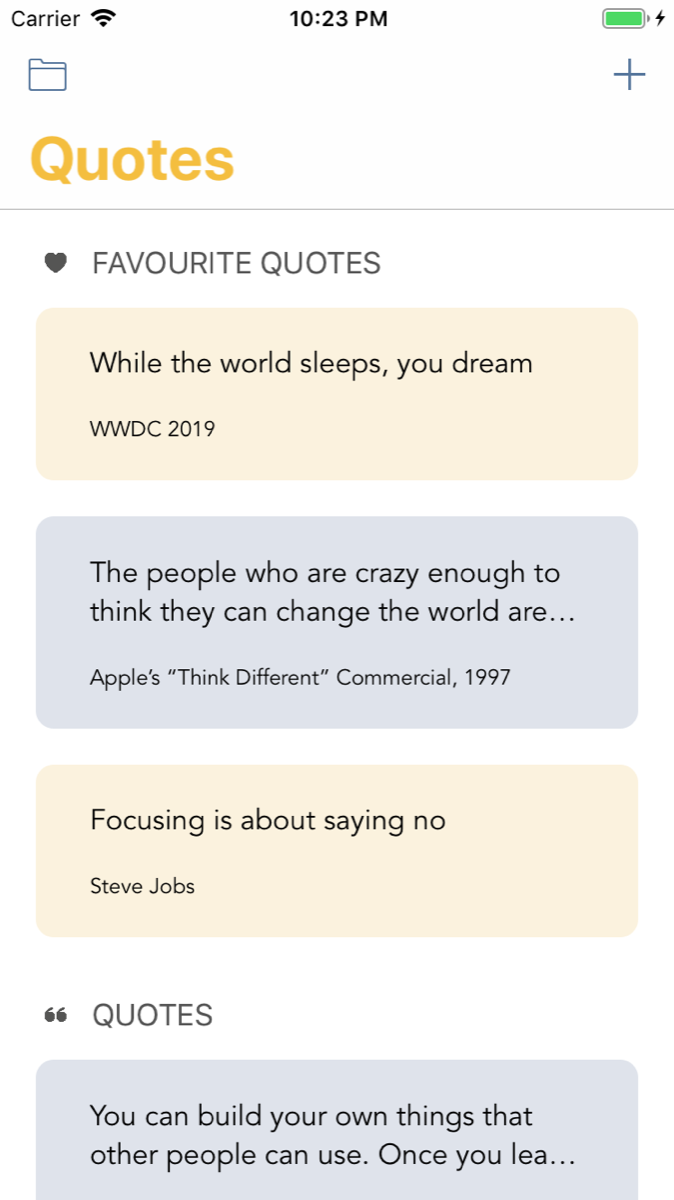 Carrier
10:23 PM
Quotes
FAVOURITE QUOTES
While the world sleeps, you dream
WWDC 2019
The people who are crazy enough to
think they can change the world are…
Apple’s “Think Different” Commercial, 1997
Focusing is about saying no
Steve Jobs
QUOTES
You can build your own things that
other people can use. Once you lea…